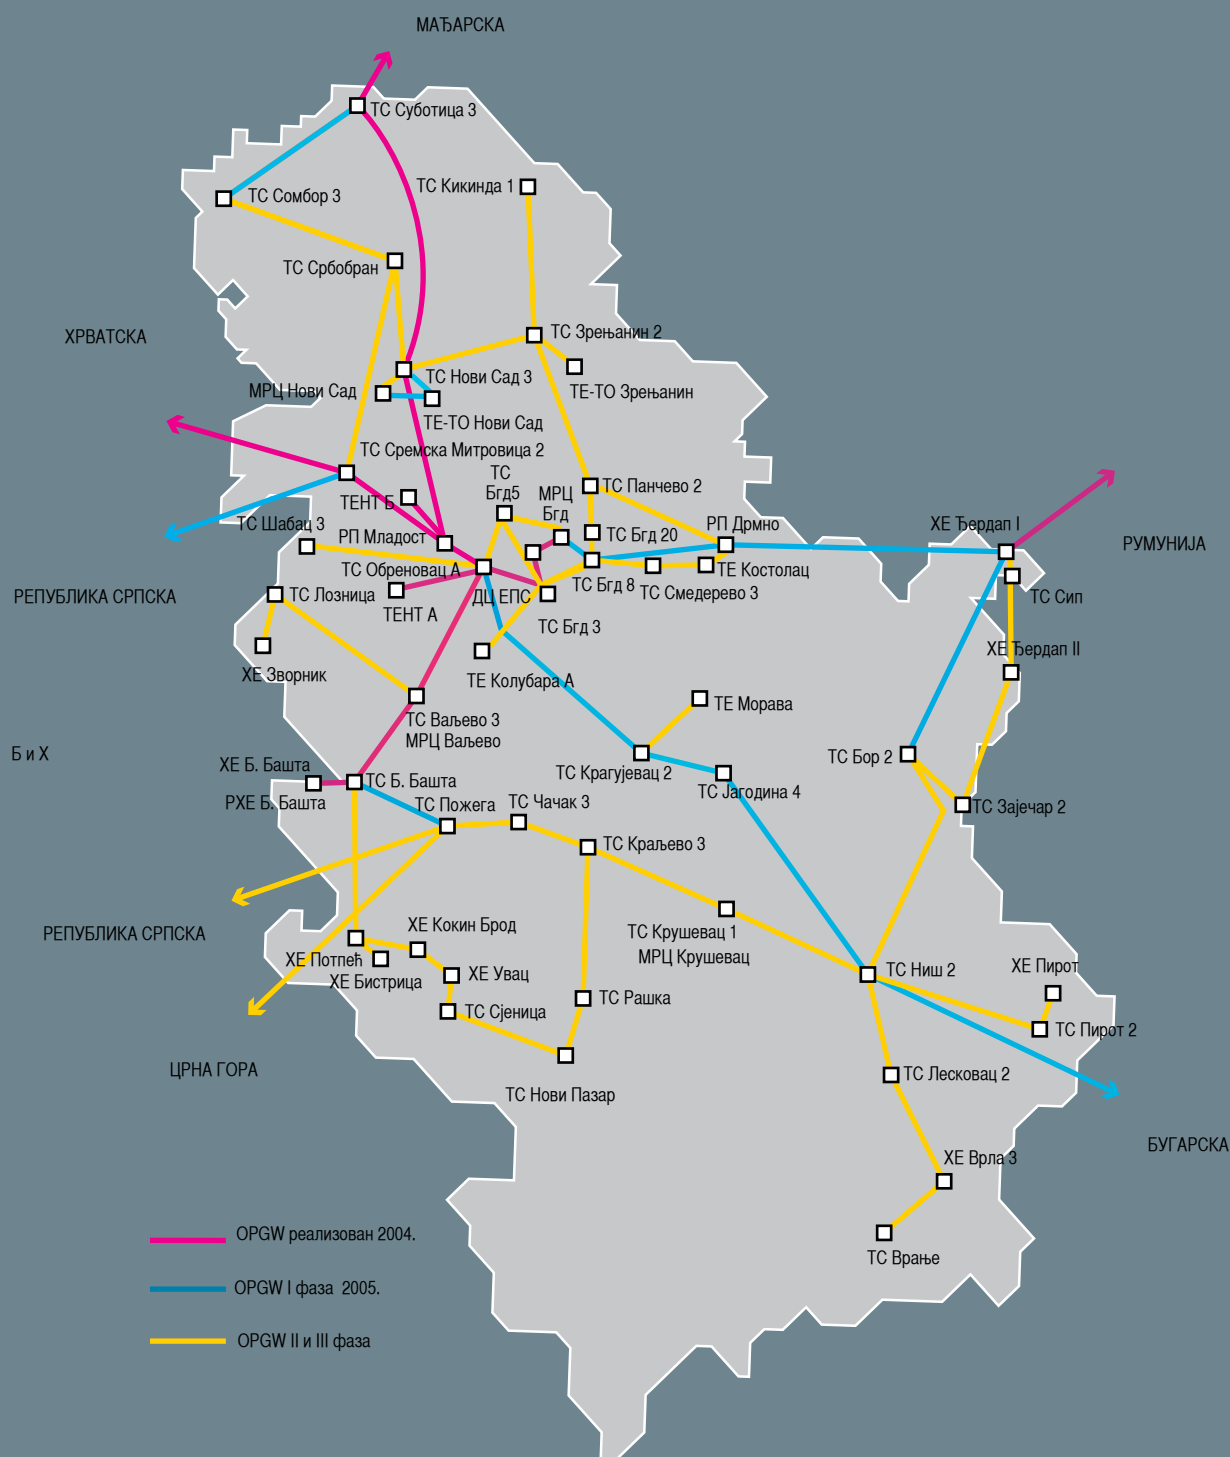 МАЂАРСКА
ТС Суботица 3
ТС Кикинда 1
ТС Сомбор 3
ТС Србобран
ХРВАТСКА
ТС Зрењанин 2
ТС Нови Сад 3
МРЦ Нови Сад
ТЕ-ТО Зрењанин
ТЕ-ТО Нови Сад
ТС Сремска Митровица 2
ТС
Бгд5
МРЦ
Бгд
ТС Панчево 2
ТЕНТ Б
ТС Шабац 3
РП Младост
ТС Бгд 20
РП Дрмно
ХЕ Ђердап I
РУМУНИЈА
ТС Обреновац А
ТЕ Костолац
ТС Бгд 8
ТС Смедерево 3
РЕПУБЛИКА СРПСКА
ТС Лозница
ДЦ ЕПС
ТС Сип
ТЕНТ А
ТС Бгд 3
ХЕ Ђердап II
ХЕ Зворник
ТЕ Колубара А
ТЕ Морава
ТС Ваљево 3
МРЦ Ваљево
Б и Х
ТС Бор 2
ХЕ Б. Башта
ТС Крагујевац 2
ТС Б. Башта
ТС Јагодина 4
РХЕ Б. Башта
ТС Пожега
ТС Чачак 3
ТС Зајечар 2
ТС Краљево 3
ХЕ Кокин Брод
РЕПУБЛИКА СРПСКА
ТС Крушевац 1
МРЦ Крушевац
ХЕ Потпећ
ХЕ Бистрица
ХЕ Увац
ТС Ниш 2
ХЕ Пирот
ТС Рашка
ТС Сјеница
ТС Пирот 2
ЦРНА ГОРА
ТС Лесковац 2
ТС Нови Пазар
БУГАРСКА
ХЕ Врла 3
ТС Врање
OPGW реализован 2004.
OPGW I фаза 2005.
OPGW II и III фаза